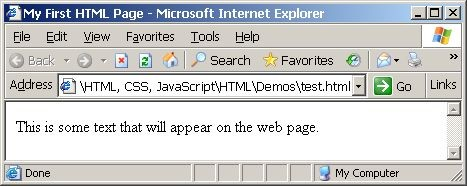 My First HTML Page - Microsoft Internet Explorer
File Edit View Favorites Tools Help
Back Search Favorites
Address \HTML, CSS, JavaScript\HTML\Demos\test.html Go Links
This is some text that will appear on the web page.
Done My Computer